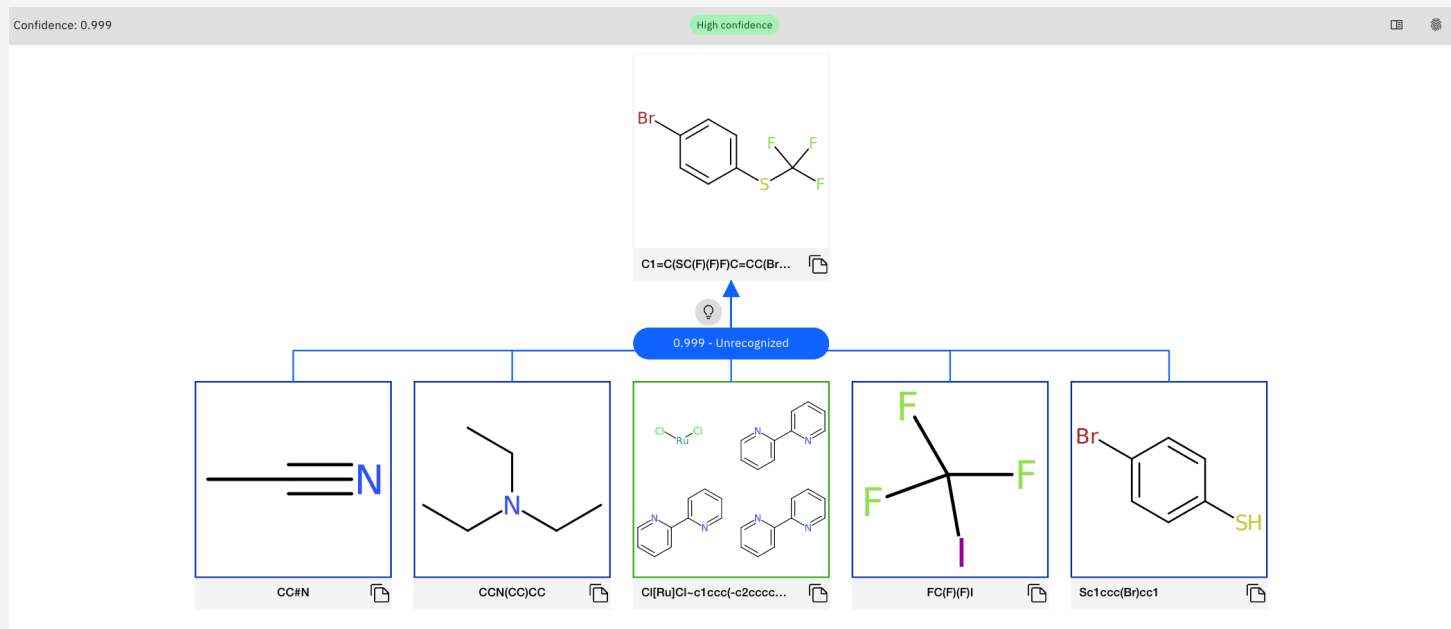 Confidence: 0.999
High confidence
Br
F F
F
S
C1=C(SC(F)(F)F)C=CC(Br...
0.999 - Unrecognized
N
N
Cl Cl
Ru
N
N
N
N
N
N
F
F
F
I
Br
SH
CC#N
CCN(CC)CC
Cl[Ru]Cl~c1ccc(-c2cccc...
FC(F)(F)I
Sc1ccc(Br)cc1